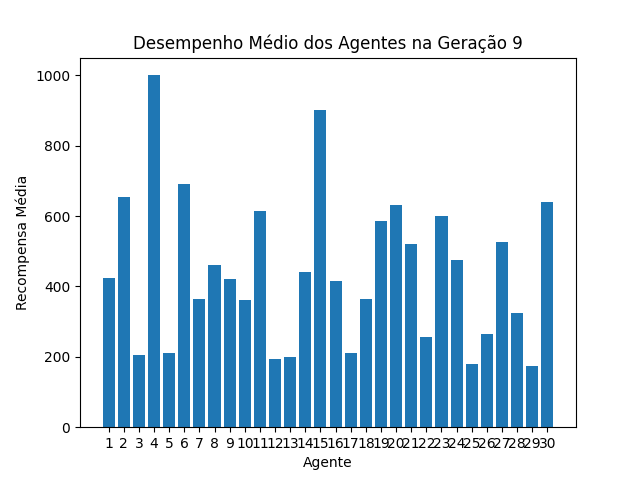 Desempenho Médio dos Agentes na Geração 9
1000
800
600
400
200
0
Recompensa Média
1 2 3 4 5 6 7 8 9 10 11 12 13 14 15 16 17 18 19 20 21 22 23 24 25 26 27 28 29 30
Agente